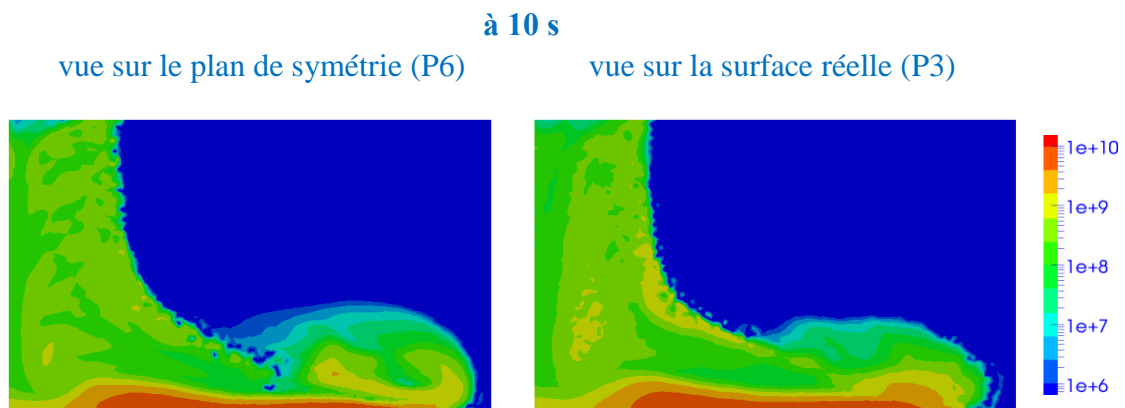 à 10 s
vue sur le plan de symétrie (P6) vue sur la surface réelle (P3)
1e+10
1e+9
1e+8
1e+7
1e+6